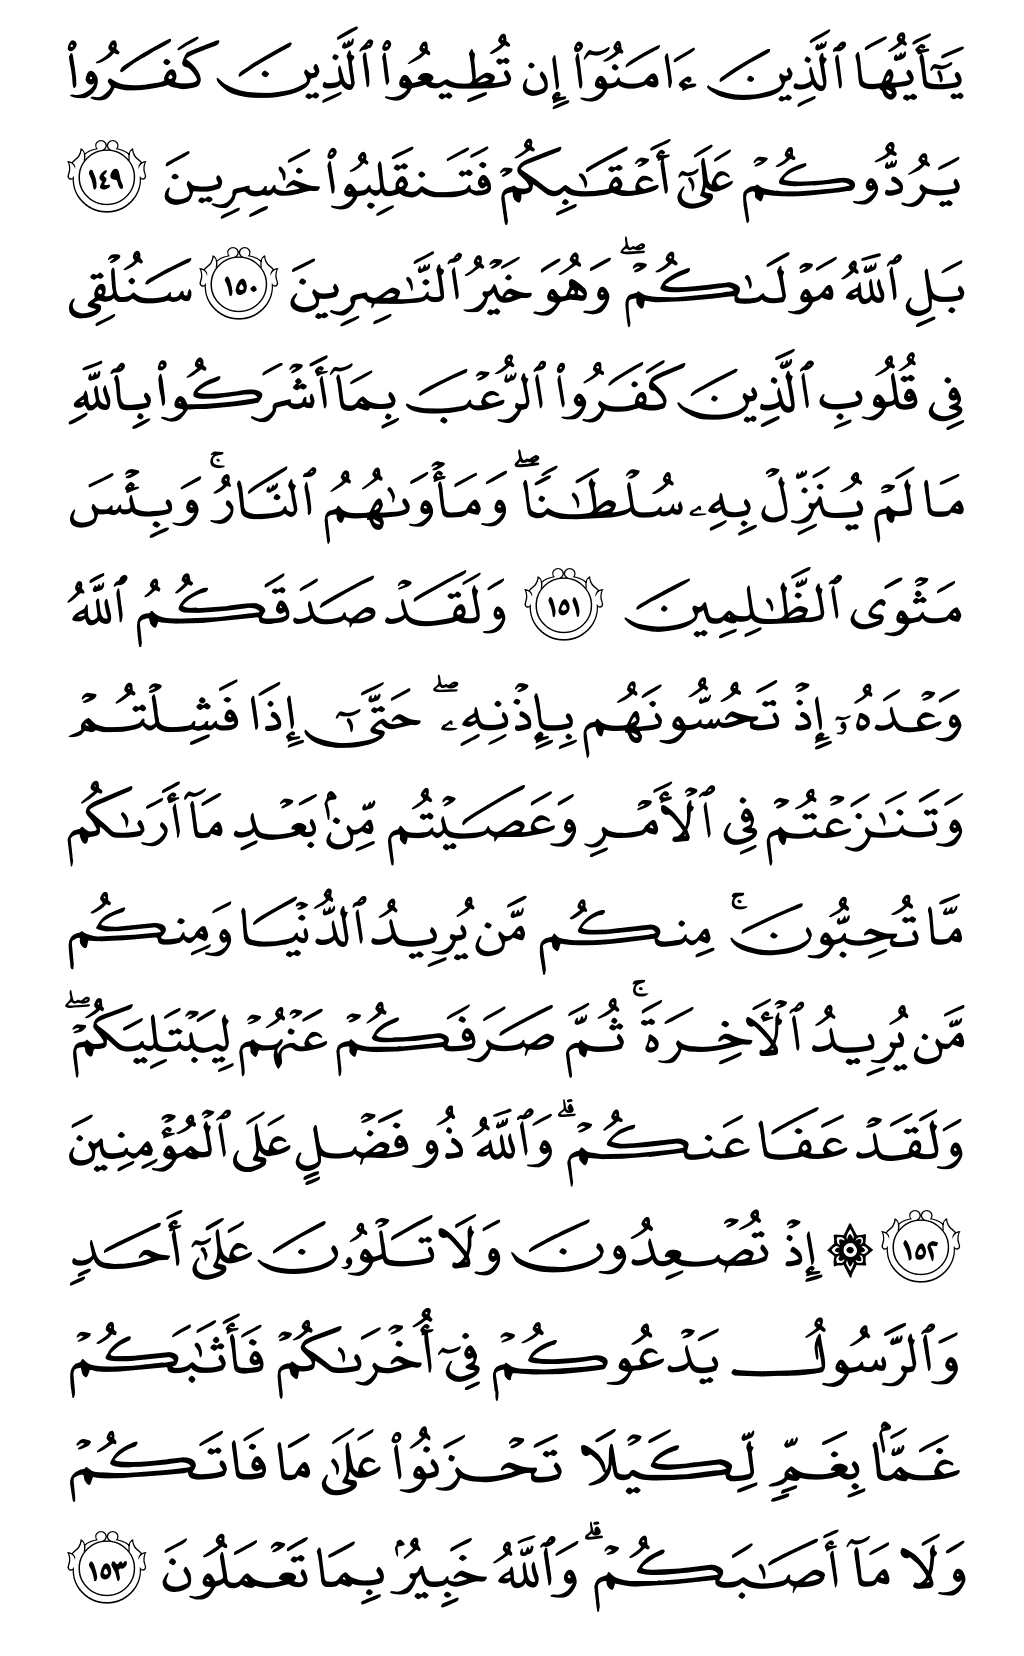 يَـٰٓأَيُّهَا ٱلَّذِينَ ءَامَنُوٓا۟ إِن تُطِيعُوا۟ ٱلَّذِينَ كَفَرُوا۟
يَرُدُّوكُمْ عَلَىٰٓ أَعْقَـٰبِكُمْ فَتَنقَلِبُوا۟ خَـٰسِرِينَ ١٤٩
بَلِ ٱللَّهُ مَوْلَىٰكُمْ ۖ وَهُوَ خَيْرُ ٱلنَّـٰصِرِينَ ١٥٠ سَنُلْقِى
فِى قُلُوبِ ٱلَّذِينَ كَفَرُوا۟ ٱلرُّعْبَ بِمَآ أَشْرَكُوا۟ بِٱللَّهِ
مَا لَمْ يُنَزِّلْ بِهِۦ سُلْطَـٰنًا ۖ وَمَأْوَىٰهُمُ ٱلنَّارُ ۚ وَبِئْسَ
مَثْوَى ٱلظَّـٰلِمِينَ ١٥١ وَلَقَدْ صَدَقَكُمُ ٱللَّهُ
وَعْدَهُۥٓ إِذْ تَحُسُّونَهُم بِإِذْنِهِۦ ۖ حَتَّىٰٓ إِذَا فَشِلْتُمْ
وَتَنَـٰزَعْتُمْ فِى ٱلْأَمْرِ وَعَصَيْتُم مِّنۢ بَعْدِ مَآ أَرَىٰكُم
مَّا تُحِبُّونَ ۚ مِنكُم مَّن يُرِيدُ ٱلدُّنْيَا وَمِنكُم
مَّن يُرِيدُ ٱلْـَٔاخِرَةَ ۚ ثُمَّ صَرَفَكُمْ عَنْهُمْ لِيَبْتَلِيَكُمْ ۖ
وَلَقَدْ عَفَا عَنكُمْ ۗ وَٱللَّهُ ذُو فَضْلٍ عَلَى ٱلْمُؤْمِنِينَ
١٥٢ ۞ إِذْ تُصْعِدُونَ وَلَا تَلْوُۥنَ عَلَىٰٓ أَحَدٍ
وَٱلرَّسُولُ يَدْعُوكُمْ فِىٓ أُخْرَىٰكُمْ فَأَثَـٰبَكُمْ
غَمًّۢا بِغَمٍّ لِّكَيْلَا تَحْزَنُوا۟ عَلَىٰ مَا فَاتَكُمْ
وَلَا مَآ أَصَـٰبَكُمْ ۗ وَٱللَّهُ خَبِيرٌۢ بِمَا تَعْمَلُونَ ١٥٣